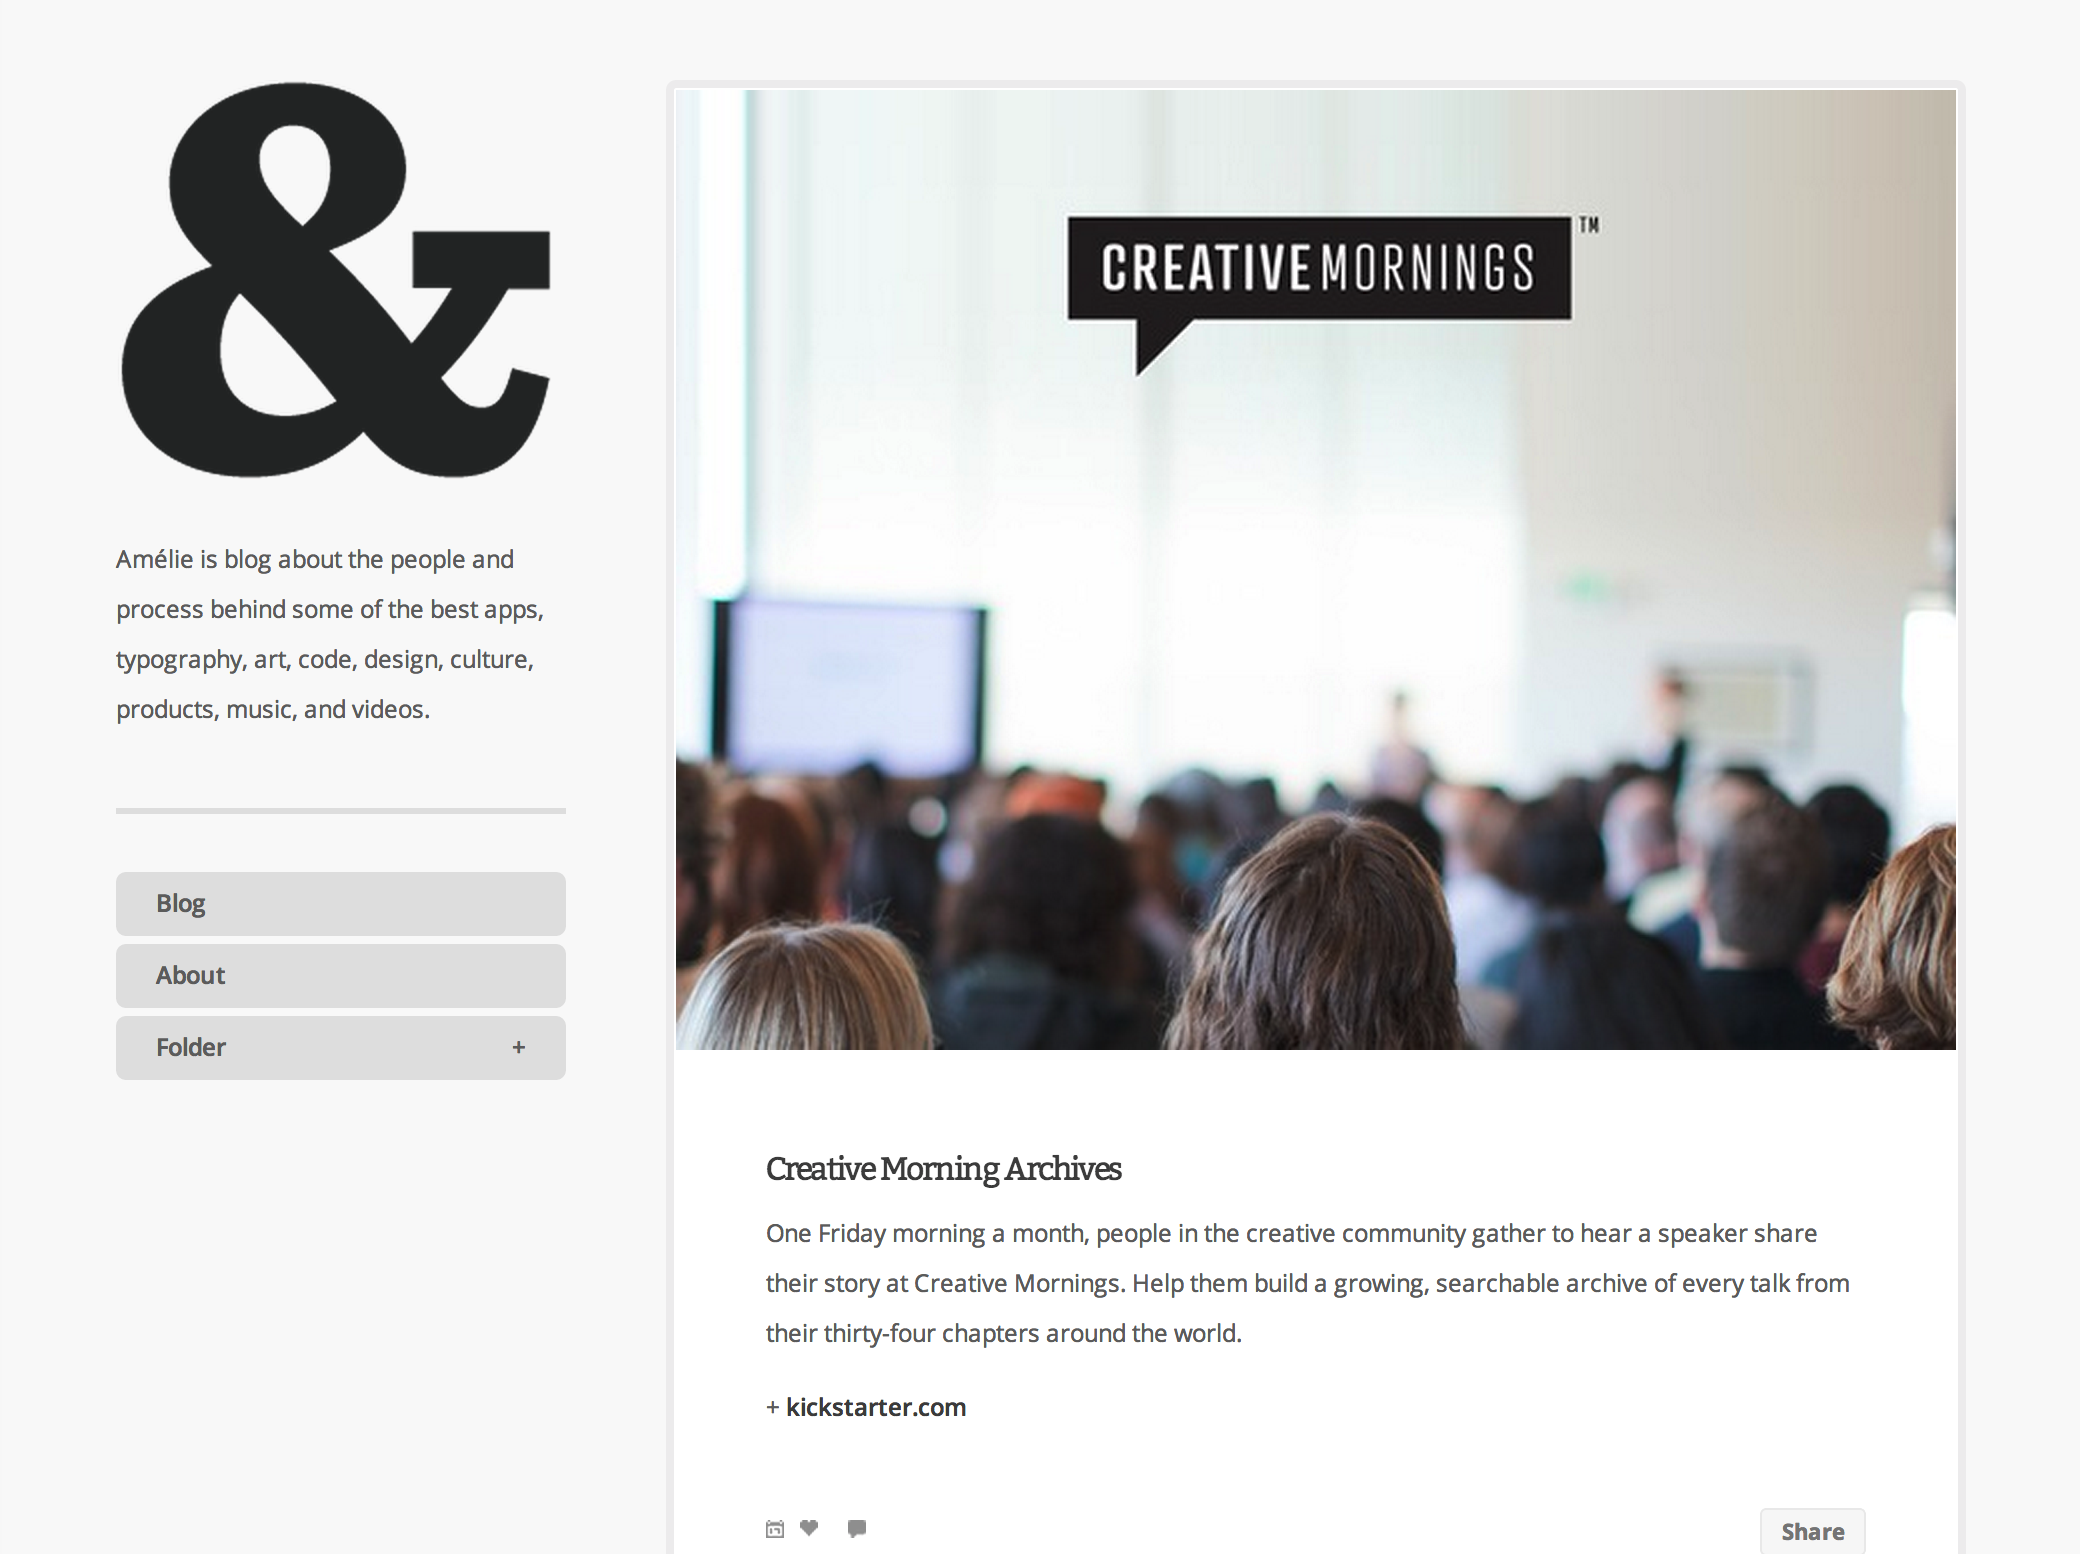 &
Amélie is blog about the people and
process behind some of the best apps,
typography, art, code, design, culture,
products, music, and videos.
Blog
About
Folder +
CREATIVEMORNINGS™
Creative Morning Archives
One Friday morning a month, people in the creative community gather to hear a speaker share
their story at Creative Mornings. Help them build a growing, searchable archive of every talk from
their thirty-four chapters around the world.
+ kickstarter.com
Share